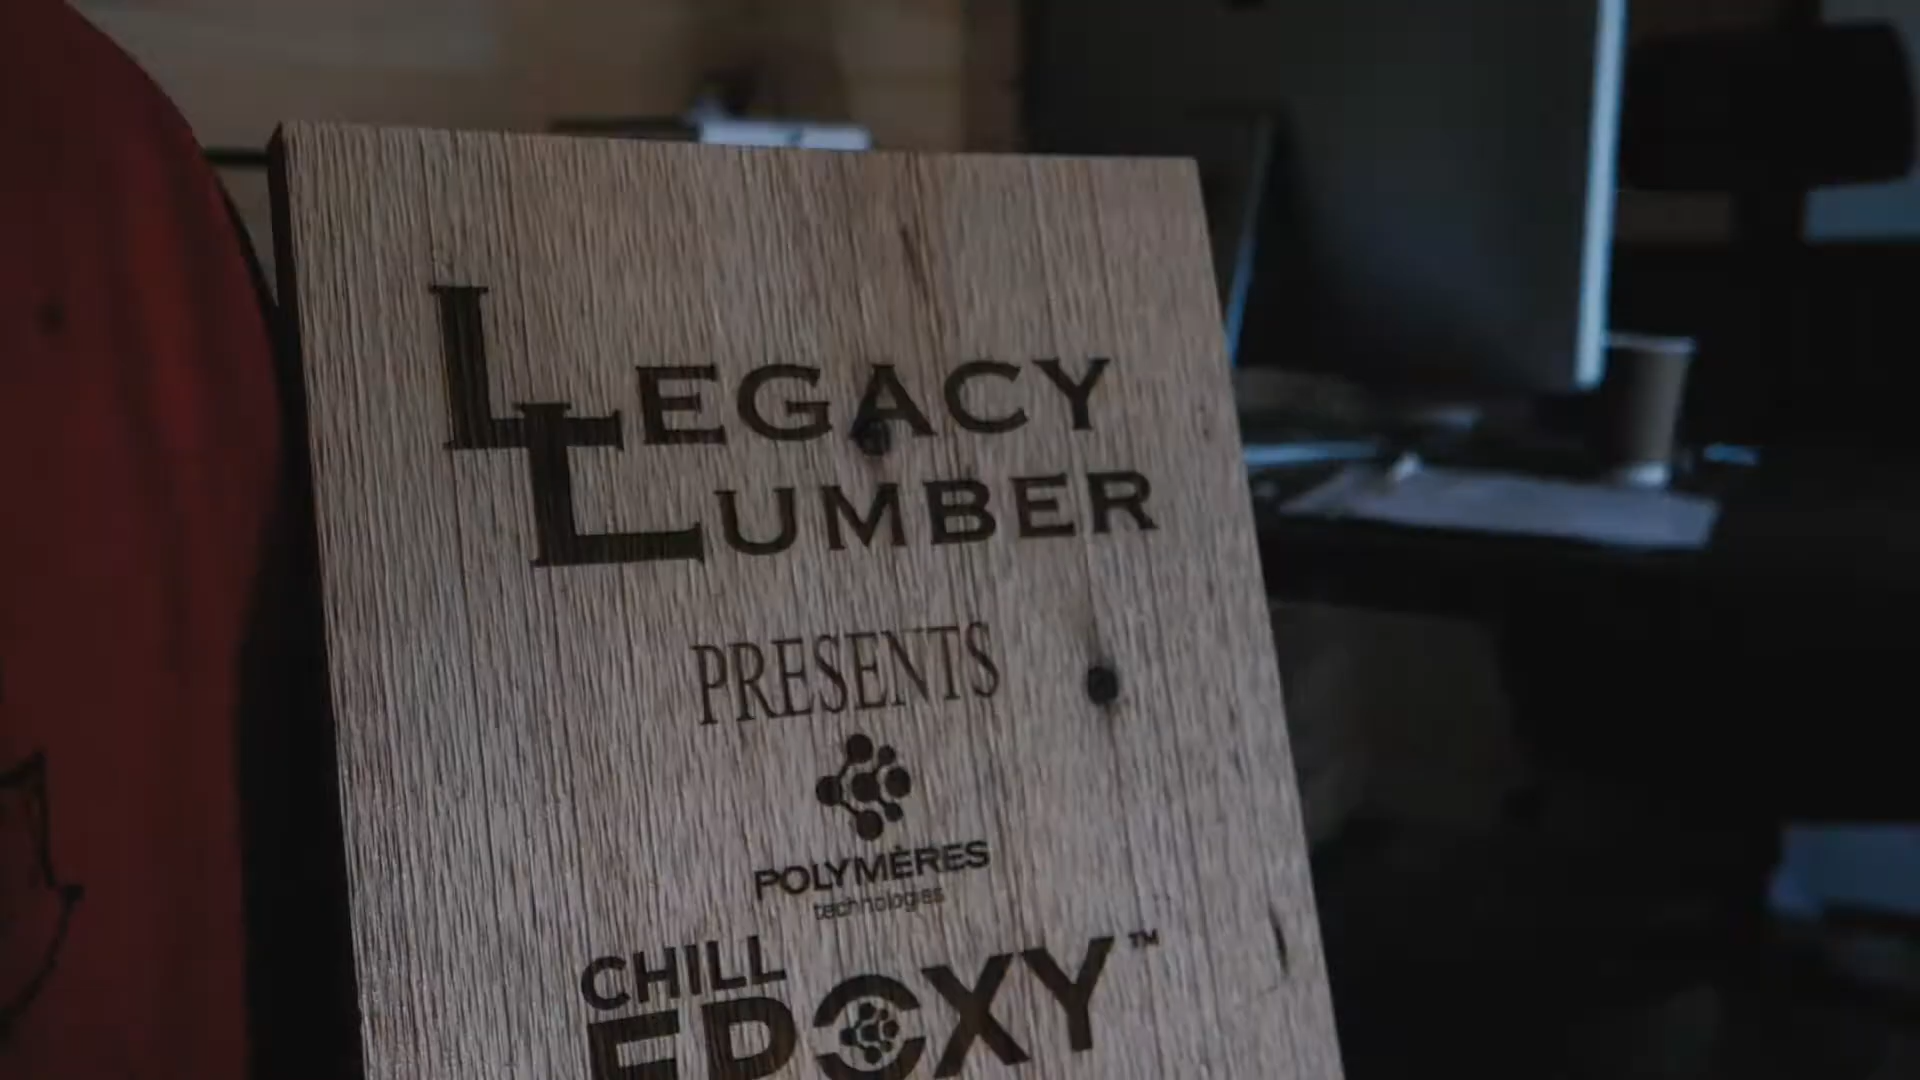 LEGACY
LUMBER
PRESENTS
POLYMÈRES
technologies
CHILL
EPOXY™